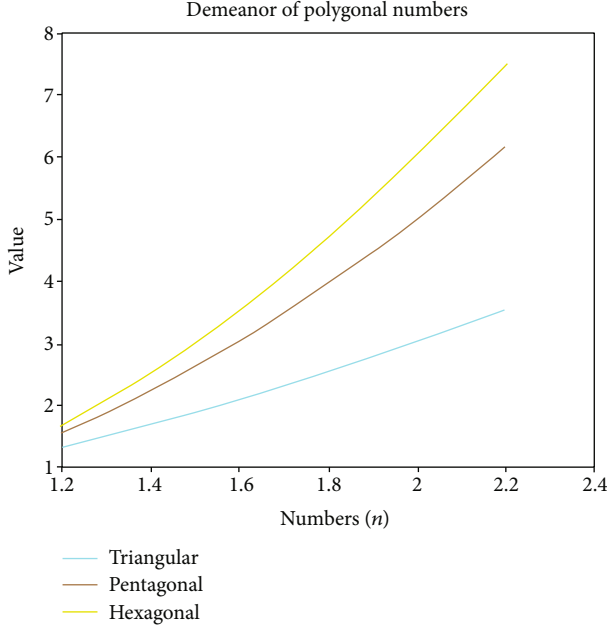 Demeanor of polygonal numbers
8
7
6
5
4
3
2
1
Value
1.2 1.4 1.6 1.8 2 2.2 2.4
Numbers (n)
Triangular
Pentagonal
Hexagonal